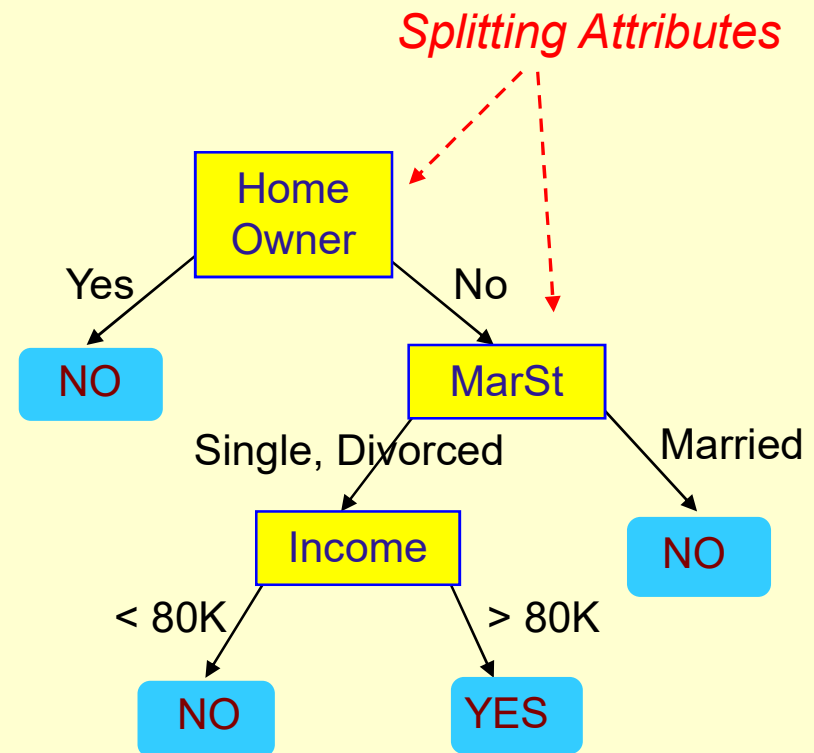 Splitting Attributes
Home
Owner
Yes
No
NO
MarSt
Single, Divorced
Married
Income
NO
< 80K
> 80K
NO
YES